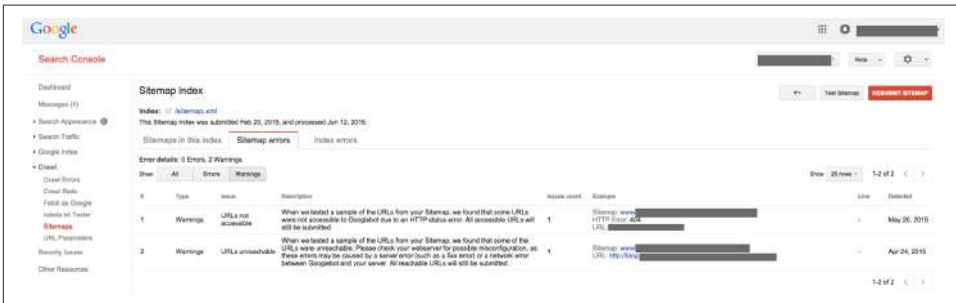 Google
Search Console
Help
Dashboard
Messages (4)
Search Appearance
Search Traffic
Google Index
Crawl
Crawl Errors
Crawl Stats
Fetch as Google
robots.txt Tester
Sitemaps
URL Parameters
Security Issues
Other Resources
Sitemap index
Test Sitemap
RESUBMIT SITEMAP
Index: /sitemap.xml
This Sitemap index was submitted Feb 20, 2015, and processed Jun 12, 2015.
Sitemaps in this index Sitemap errors Index errors
Error details: 0 Errors, 2 Warnings.
Show All Errors Warnings
Show 25 rows 1-2 of 2
# Type Issue Description Issues count Example Line Detected
1 Warnings URLs not accessible When we tested a sample of the URLs from your Sitemap, we found that some URLs were not accessible to Googlebot due to an HTTP status error. All accessible URLs will still be submitted. 1 Sitemap: www HTTP Error: 404 URL: - May 20, 2015
2 Warnings URLs unreachable When we tested a sample of the URLs from your Sitemap, we found that some of the URLs were unreachable. Please check your webserver for possible misconfiguration, as these errors may be caused by a server error (such as a 5xx error) or a network error between Googlebot and your server. All reachable URLs will still be submitted. 1 Sitemap: www URL: http://blog - Apr 24, 2015
1-2 of 2